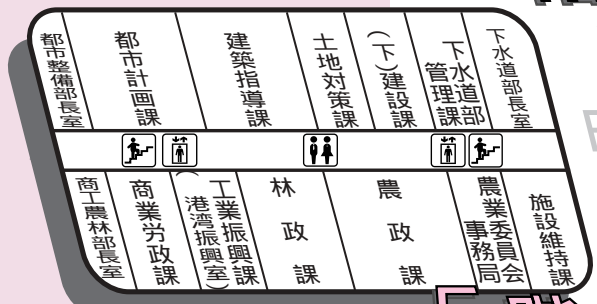 都市整備部長室
都市計画課
建築指導課
土地対策課
(下)建設課
下水道部
管理課
下水道部長室
商工農林部長室
商業労政課
工業振興課
(港湾振興室)
林政課
農政課
農業委員会
事務局
施設維持課